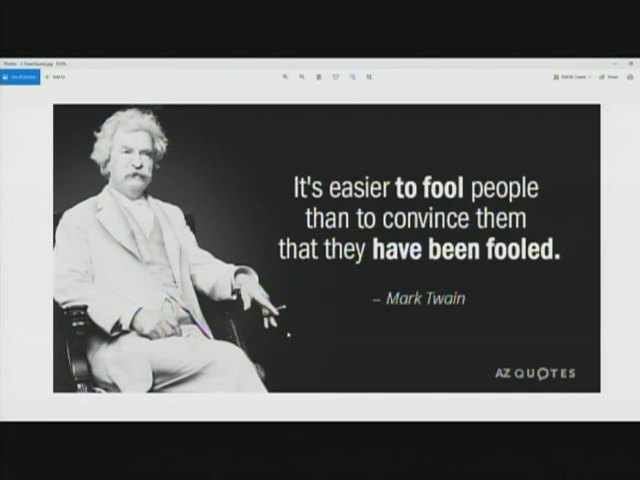 It's easier to fool people
than to convince them
that they have been fooled.
– Mark Twain
AZ QUOTES